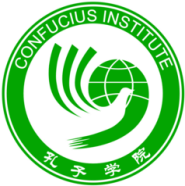 CONFUCIUS INSTITUTE
孔子学院